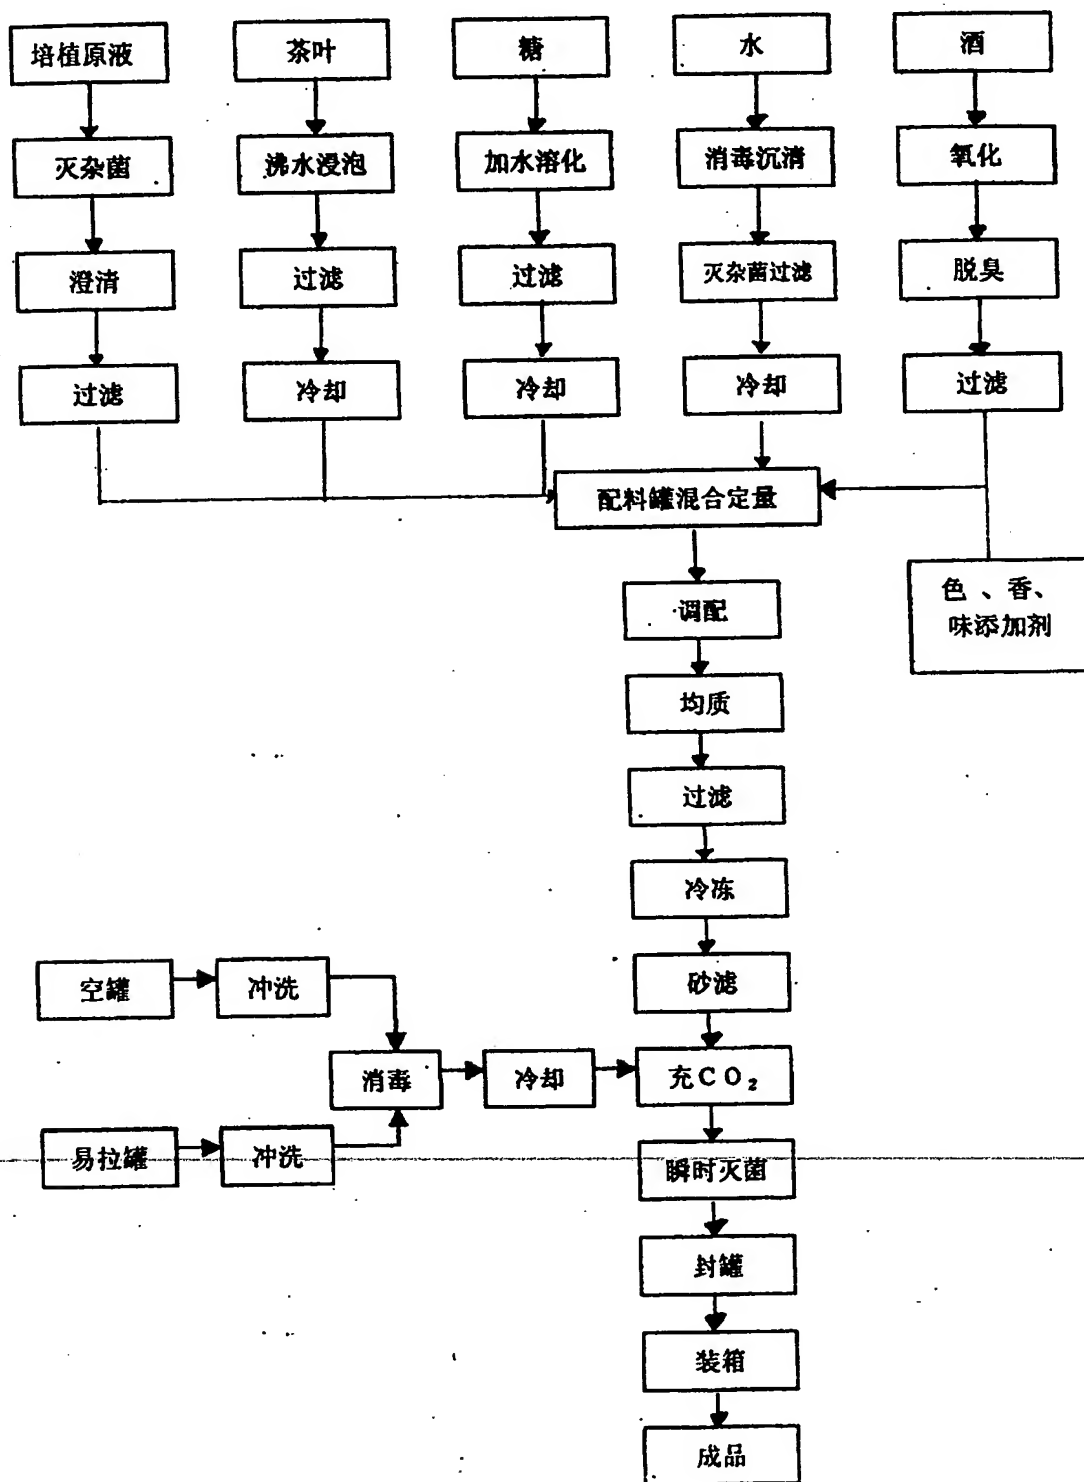 培植原液
茶叶
糖
水
酒
灭杂菌
沸水浸泡
加水溶化
消毒沉清
氧化
澄清
过滤
过滤
灭杂菌过滤
脱臭
过滤
冷却
冷却
冷却
过滤
配料罐混合定量
色、香、
味添加剂
调配
均质
过滤
冷冻
砂滤
空罐
冲洗
消毒
冷却
充CO₂
易拉罐
冲洗
瞬时灭菌
封罐
装箱
成品